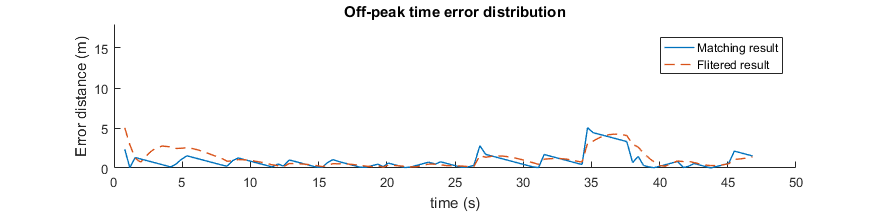 Off-peak time error distribution
Error distance (m)
15
10
5
0
Matching result
Flitered result
0 5 10 15 20 25 30 35 40 45 50
time (s)